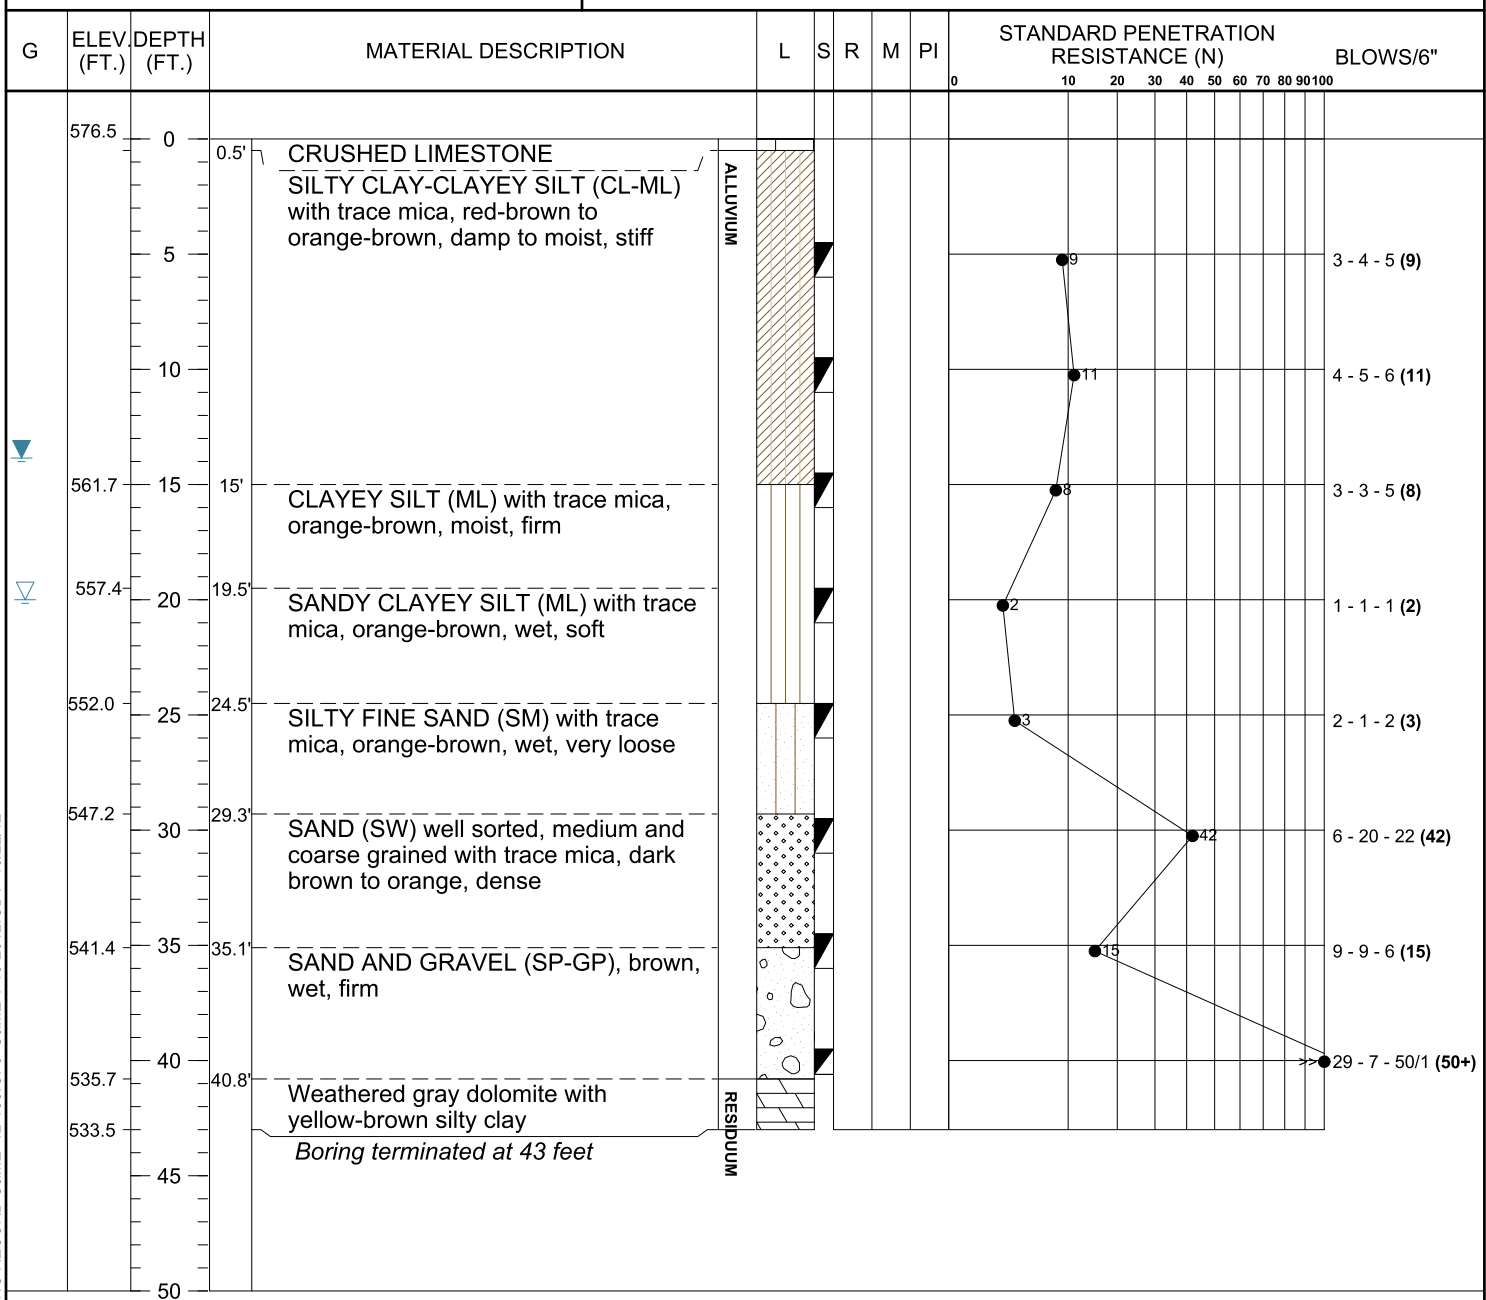 G
ELEV. (FT.)
DEPTH (FT.)
MATERIAL DESCRIPTION
L
S
R
M
PI
STANDARD PENETRATION
RESISTANCE (N)
0 10 20 30 40 50 60 70 80 90 100
BLOWS/6"
576.5
0
0.5'
CRUSHED LIMESTONE
ALLUVIUM
SILTY CLAY-CLAYEY SILT (CL-ML)
with trace mica, red-brown to
orange-brown, damp to moist, stiff
5
9
3 - 4 - 5 (9)
10
11
4 - 5 - 6 (11)
561.7
15
15'
CLAYEY SILT (ML) with trace mica,
orange-brown, moist, firm
8
3 - 3 - 5 (8)
557.4
19.5'
20
SANDY CLAYEY SILT (ML) with trace
mica, orange-brown, wet, soft
2
1 - 1 - 1 (2)
552.0
24.5'
25
SILTY FINE SAND (SM) with trace
mica, orange-brown, wet, very loose
3
2 - 1 - 2 (3)
547.2
29.3'
30
SAND (SW) well sorted, medium and
coarse grained with trace mica, dark
brown to orange, dense
42
6 - 20 - 22 (42)
541.4
35
35.1'
SAND AND GRAVEL (SP-GP), brown,
wet, firm
15
9 - 9 - 6 (15)
40
>>
29 - 7 - 50/1 (50+)
535.7
40.8'
Weathered gray dolomite with
yellow-brown silty clay
RESIDUUM
533.5
Boring terminated at 43 feet
45
50